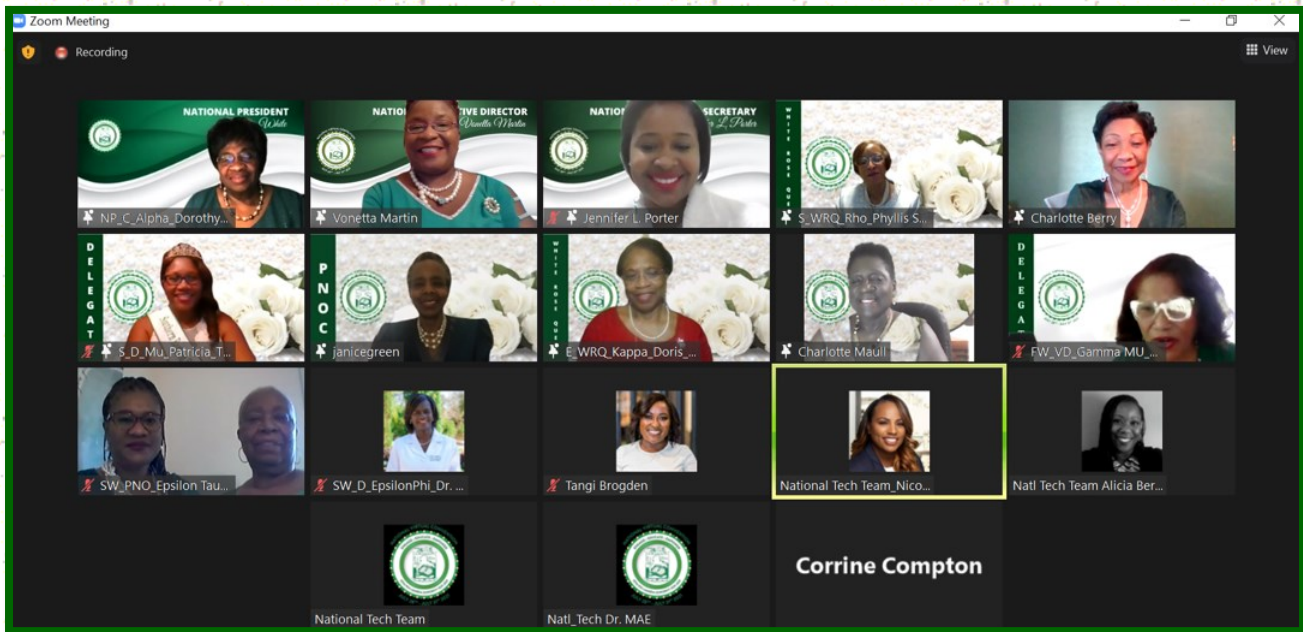 Zoom Meeting
Recording
View
NATIONAL PRESIDENT
White
NP_C_Alpha_Dorothy...
NATIO IVE DIRECTOR
Vonetta Martin
Vonetta Martin
NATIO SECRETARY
L. Porter
Jennifer L. Porter
WHITE ROSE QUE
S_WRQ_Rho_Phyllis S...
Charlotte Berry
DELEGAT
S_D_Mu_Patricia_T...
PNOC
janicegreen
WHITE ROSE QUE
E_WRQ_Kappa_Doris_...
Charlotte Maull
DELEGA
FW_VD_Gamma MU_...
SW_PNO_Epsilon Tau...
SW_D_EpsilonPhi_Dr. ...
Tangi Brogden
National Tech Team_Nico...
Natl Tech Team Alicia Ber...
National Tech Team
Natl_Tech Dr. MAE
Corrine Compton